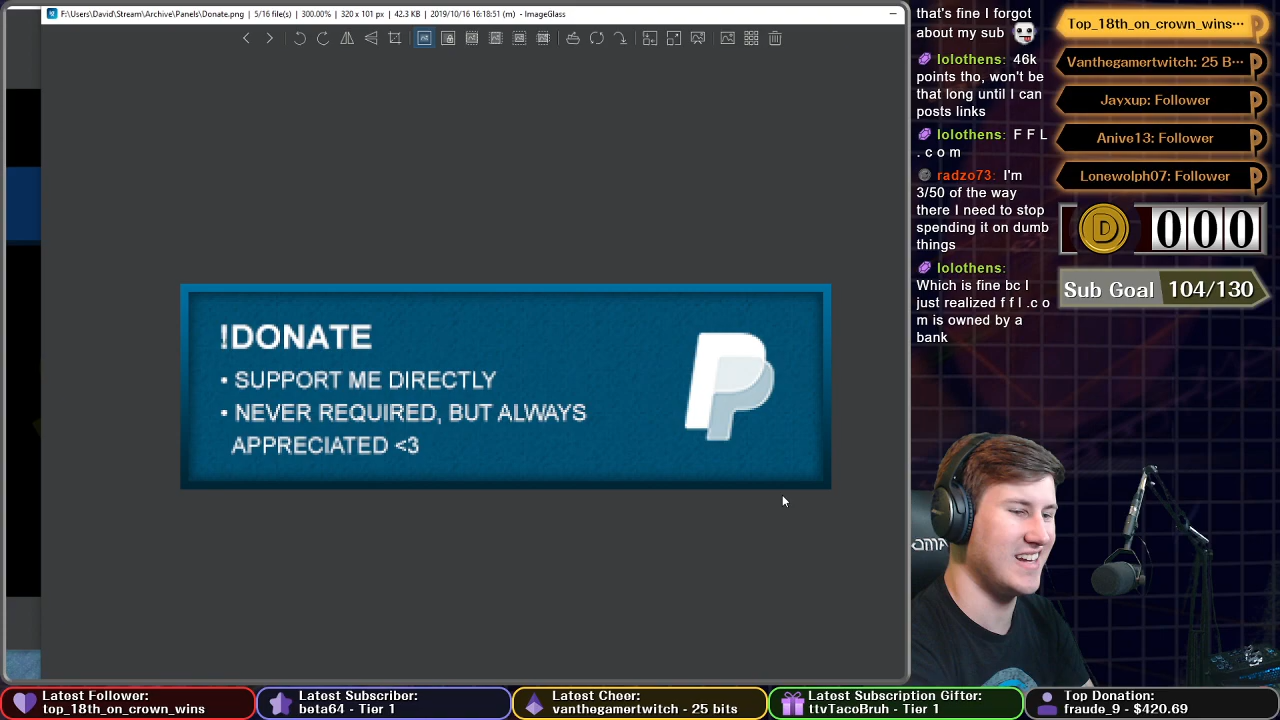 F:\Users\David\Stream\Archive\Panels\Donate.png | 5/16 file(s) | 300.00% | 320 x 101 px | 42.3 KB | 2019/10/16 16:18:51 (m) - ImageGlass
!DONATE
• SUPPORT ME DIRECTLY
• NEVER REQUIRED, BUT ALWAYS
APPRECIATED <3
that's fine I forgot
about my sub
lolothens: 46k
points tho, won't be
that long until I can
posts links
lolothens: F F L
. c o m
radzo73: I'm
3/50 of the way
there I need to stop
spending it on dumb
things
lolothens:
Which is fine bc I
just realized f f l .c o
m is owned by a
bank
Top_18th_on_crown_wins···
Vanthegamertwitch: 25 B···
Jayxup: Follower
Anive13: Follower
Lonewolph07: Follower
D 000
Sub Goal 104/130
OMA
Latest Follower:
top_18th_on_crown_wins
Latest Subscriber:
beta64 - Tier 1
Latest Cheer:
vanthegamertwitch - 25 bits
Latest Subscription Gifter:
ttvTacoBruh - Tier 1
Top Donation:
fraude_9 - $420.69